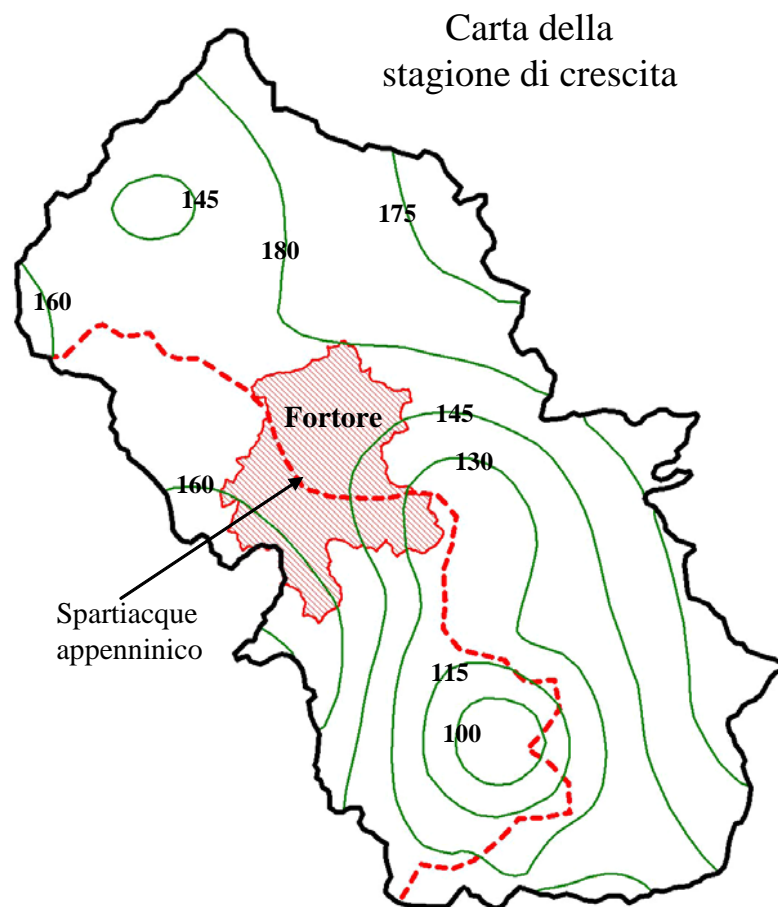 Carta della
stagione di crescita
145
175
180
160
Fortore
145
130
160
Spartiacque
appenninico
115
100